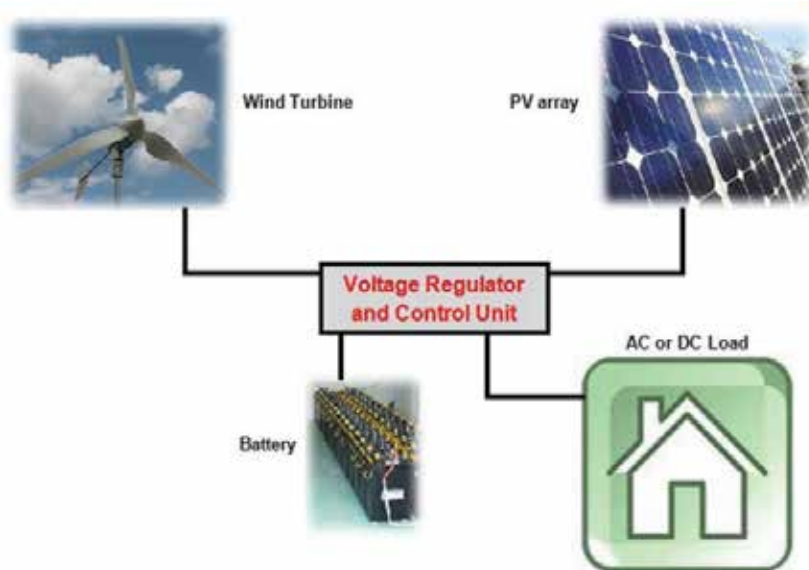 Wind Turbine
PV array
Voltage Regulator
and Control Unit
AC or DC Load
Battery